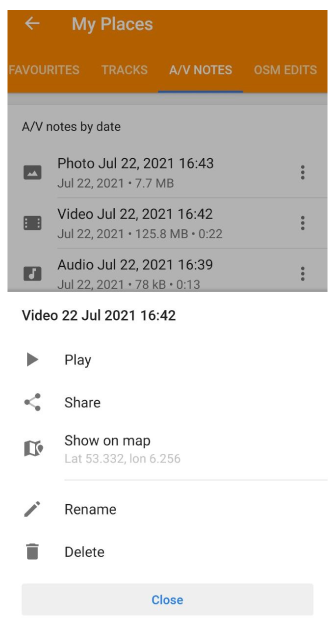 My Places
FAVOURITES TRACKS A/V NOTES OSM EDITS
A/V notes by date
Photo Jul 22, 2021 16:43
Jul 22, 2021 • 7.7 MB
Video Jul 22, 2021 16:42
Jul 22, 2021 • 125.8 MB • 0:22
Audio Jul 22, 2021 16:39
Jul 22, 2021 • 78 kB • 0:13
Video 22 Jul 2021 16:42
Play
Share
Show on map
Lat 53.332, lon 6.256
Rename
Delete
Close